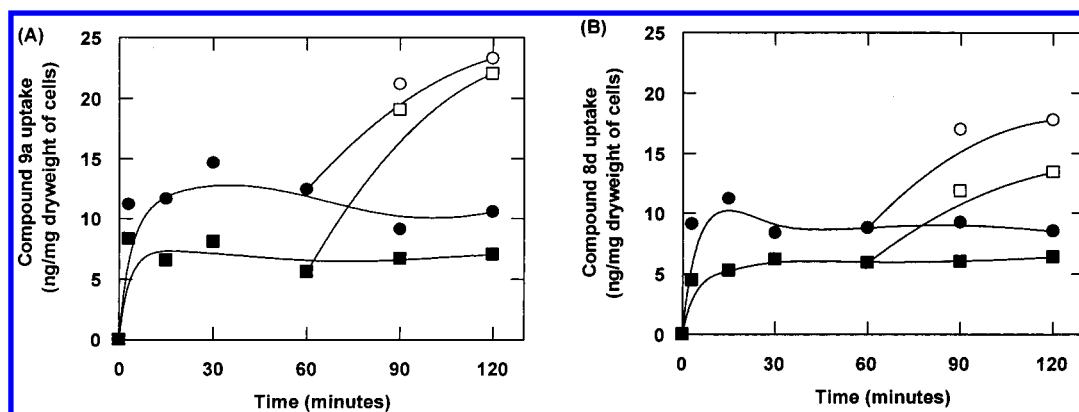 (A)
Compound 9a uptake
(ng/mg dryweight of cells)
25
20
15
10
5
0
0 30 60 90 120
Time (minutes)
(B)
Compound 8d uptake
(ng/mg dryweight of cells)
25
20
15
10
5
0
0 30 60 90 120
Time (minutes)